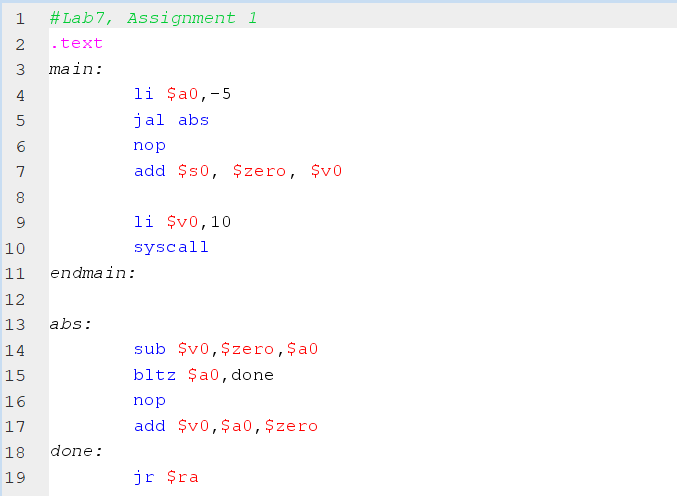 1 #Lab7, Assignment 1
2 .text
3 main:
4 li $a0,-5
5 jal abs
6 nop
7 add $s0, $zero, $v0
8
9 li $v0,10
10 syscall
11 endmain:
12
13 abs:
14 sub $v0,$zero,$a0
15 bltz $a0,done
16 nop
17 add $v0,$a0,$zero
18 done:
19 jr $ra